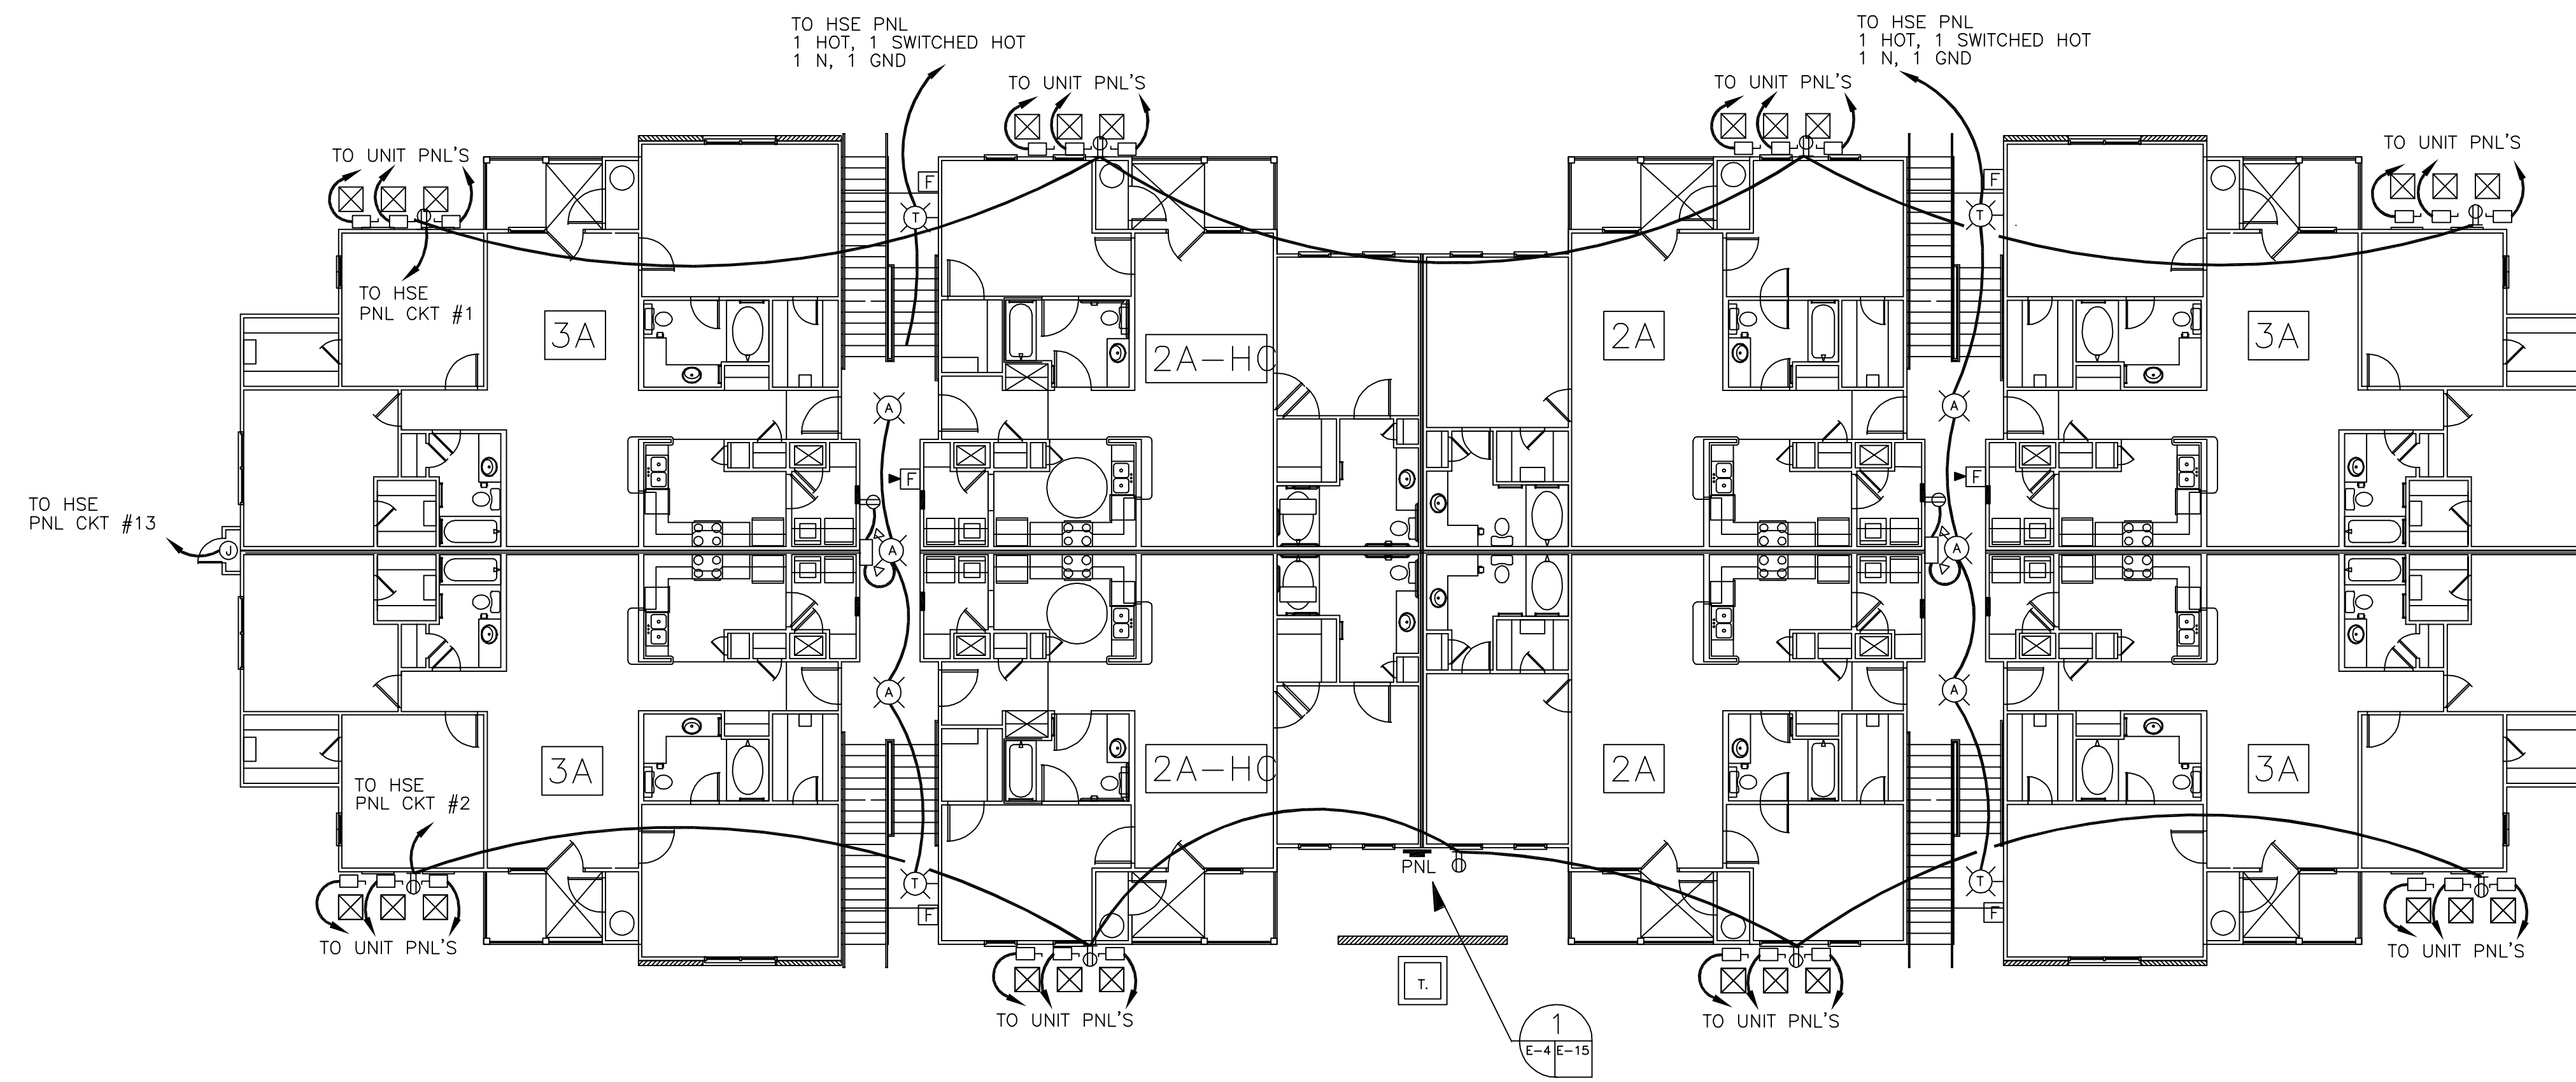 TO HSE PNL
1 HOT, 1 SWITCHED HOT
1 N, 1 GND
TO HSE PNL
1 HOT, 1 SWITCHED HOT
1 N, 1 GND
TO UNIT PNL'S
TO UNIT PNL'S
TO UNIT PNL'S
TO UNIT PNL'S
F
F
T
T
TO HSE
PNL CKT #1
3A
2A-HC
2A
3A
A
A
F
F
TO HSE
PNL CKT #13
J
A
A
A
A
3A
2A-HC
2A
3A
TO HSE
PNL CKT #2
PNL
T
T
F
F
TO UNIT PNL'S
TO UNIT PNL'S
T.
TO UNIT PNL'S
TO UNIT PNL'S
1
E-4 E-15